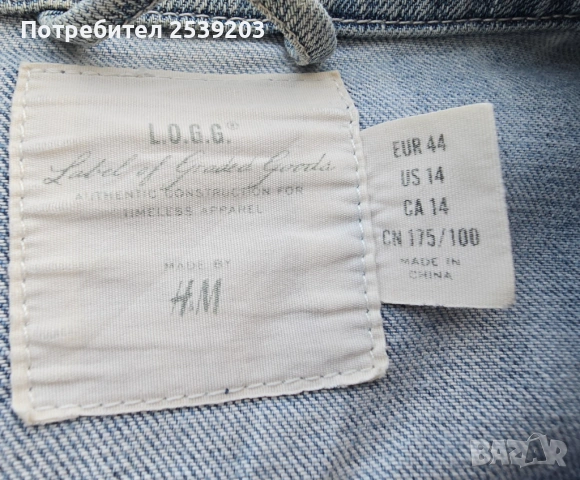 Потребител 2539203
L.O.G.G.®
Label of Graded Goods
AUTHENTIC CONSTRUCTION FOR
TIMELESS APPAREL
MADE BY
H&M
EUR 44
US 14
CA 14
CN 175/100
MADE IN
CHINA
BAZAR